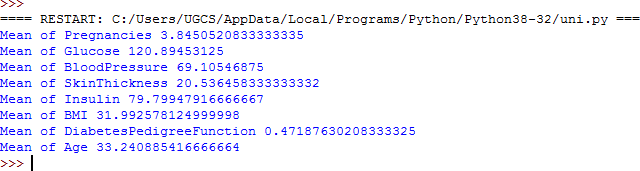 >>>
==== RESTART: C:/Users/UGCS/AppData/Local/Programs/Python/Python38-32/uni.py ===
Mean of Pregnancies 3.8450520833333335
Mean of Glucose 120.89453125
Mean of BloodPressure 69.10546875
Mean of SkinThickness 20.536458333333332
Mean of Insulin 79.79947916666667
Mean of BMI 31.992578124999998
Mean of DiabetesPedigreeFunction 0.47187630208333325
Mean of Age 33.240885416666664
>>>